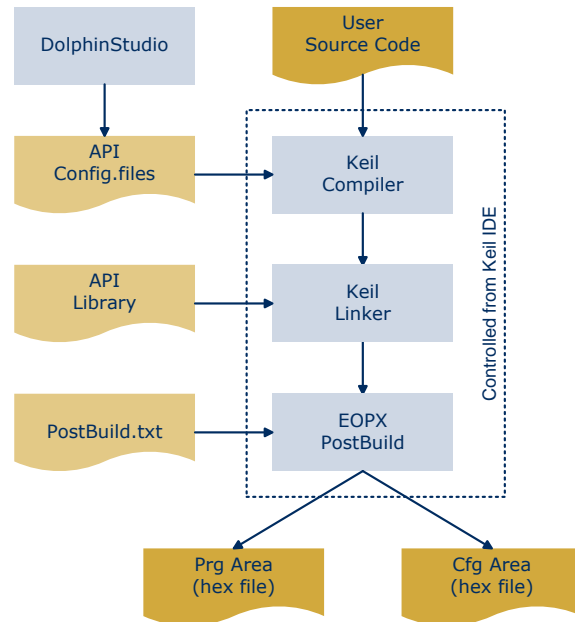 DolphinStudio
User
Source Code
API
Config.files
Keil
Compiler
API
Library
Keil
Linker
Controlled from Keil IDE
PostBuild.txt
EOPX
PostBuild
Prg Area
(hex file)
Cfg Area
(hex file)